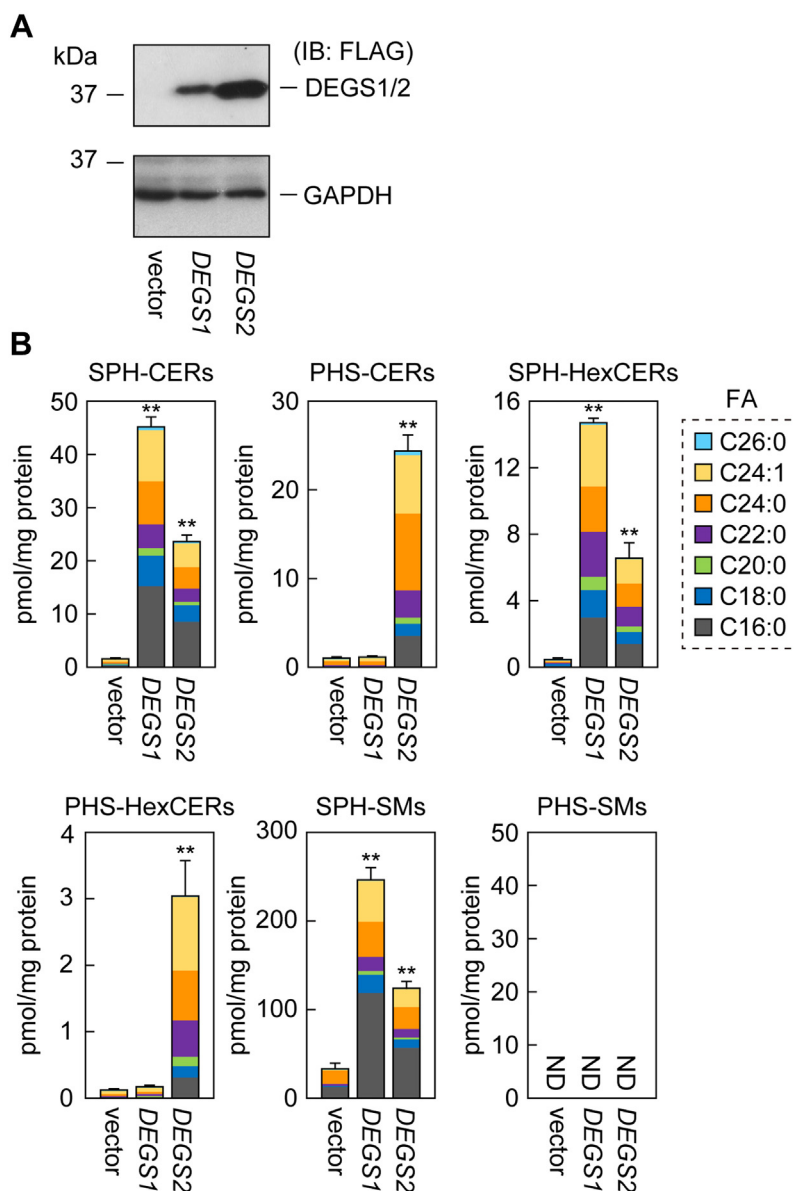 A
kDa
(IB: FLAG)
37
DEGS1/2
37
GAPDH
vector
DEGS1
DEGS2
B
SPH-CERs
pmol/mg protein
50
40
30
20
10
0
**
**
vector
DEGS1
DEGS2
PHS-CERs
pmol/mg protein
30
20
10
0
**
vector
DEGS1
DEGS2
SPH-HexCERs
pmol/mg protein
16
12
8
4
0
**
**
vector
DEGS1
DEGS2
FA
C26:0
C24:1
C24:0
C22:0
C20:0
C18:0
C16:0
PHS-HexCERs
pmol/mg protein
4
3
2
1
0
**
vector
DEGS1
DEGS2
SPH-SMs
pmol/mg protein
300
200
100
0
**
**
vector
DEGS1
DEGS2
PHS-SMs
pmol/mg protein
50
40
30
20
10
0
ND
ND
ND
vector
DEGS1
DEGS2